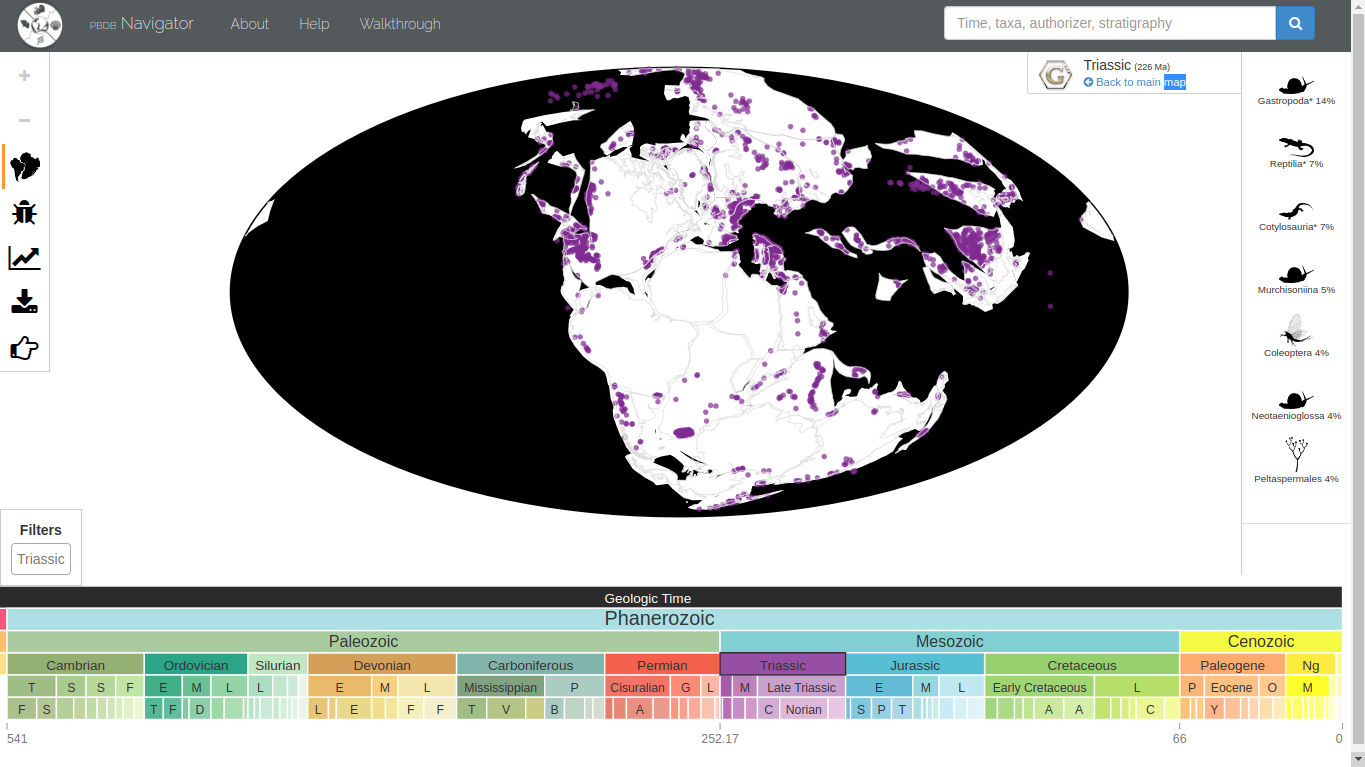 PBDB Navigator About Help Walkthrough Time, taxa, authorizer, stratigraphy
+
−
G Triassic (226 Ma)
Back to main map
Gastropoda* 14%
Reptilia* 7%
Cotylosauria* 7%
Murchisoniina 5%
Coleoptera 4%
Neotaenioglossa 4%
Peltaspermales 4%
Filters
Triassic
Geologic Time
Phanerozoic
Paleozoic Mesozoic Cenozoic
Cambrian Ordovician Silurian Devonian Carboniferous Permian Triassic Jurassic Cretaceous Paleogene Ng
T S S F E M L L E M L Mississippian P Cisuralian G L M Late Triassic E M L Early Cretaceous L P Eocene O M
F S T F D L E F F T V B A C Norian S P T A A C Y
541 252.17 66 0